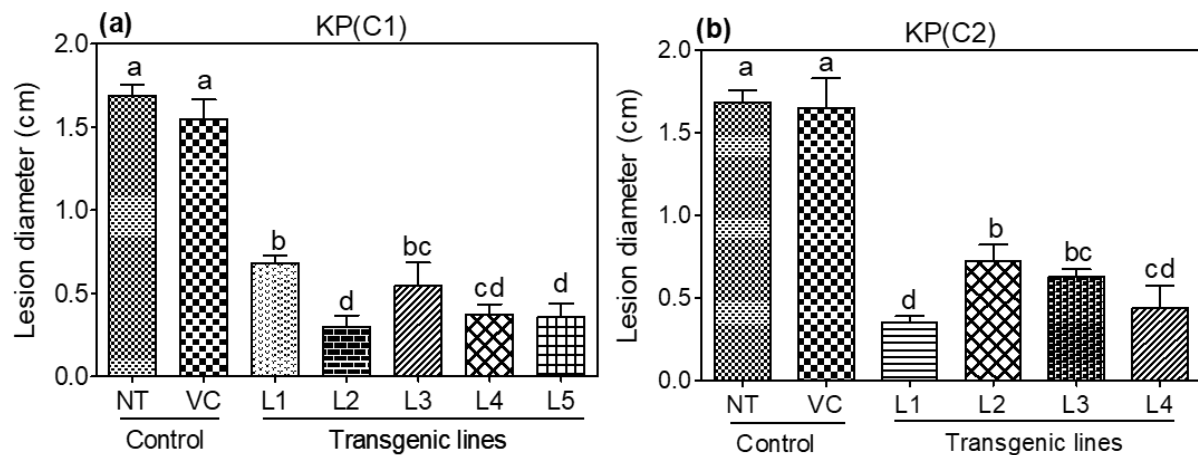 (a)
KP(C1)
Lesion diameter (cm)
2.0
1.5
1.0
0.5
0.0
a
a
b
d
bc
cd
d
NT VC L1 L2 L3 L4 L5
Control Transgenic lines
(b)
KP(C2)
Lesion diameter (cm)
2.0
1.5
1.0
0.5
0.0
a
a
d
b
bc
cd
NT VC L1 L2 L3 L4
Control Transgenic lines